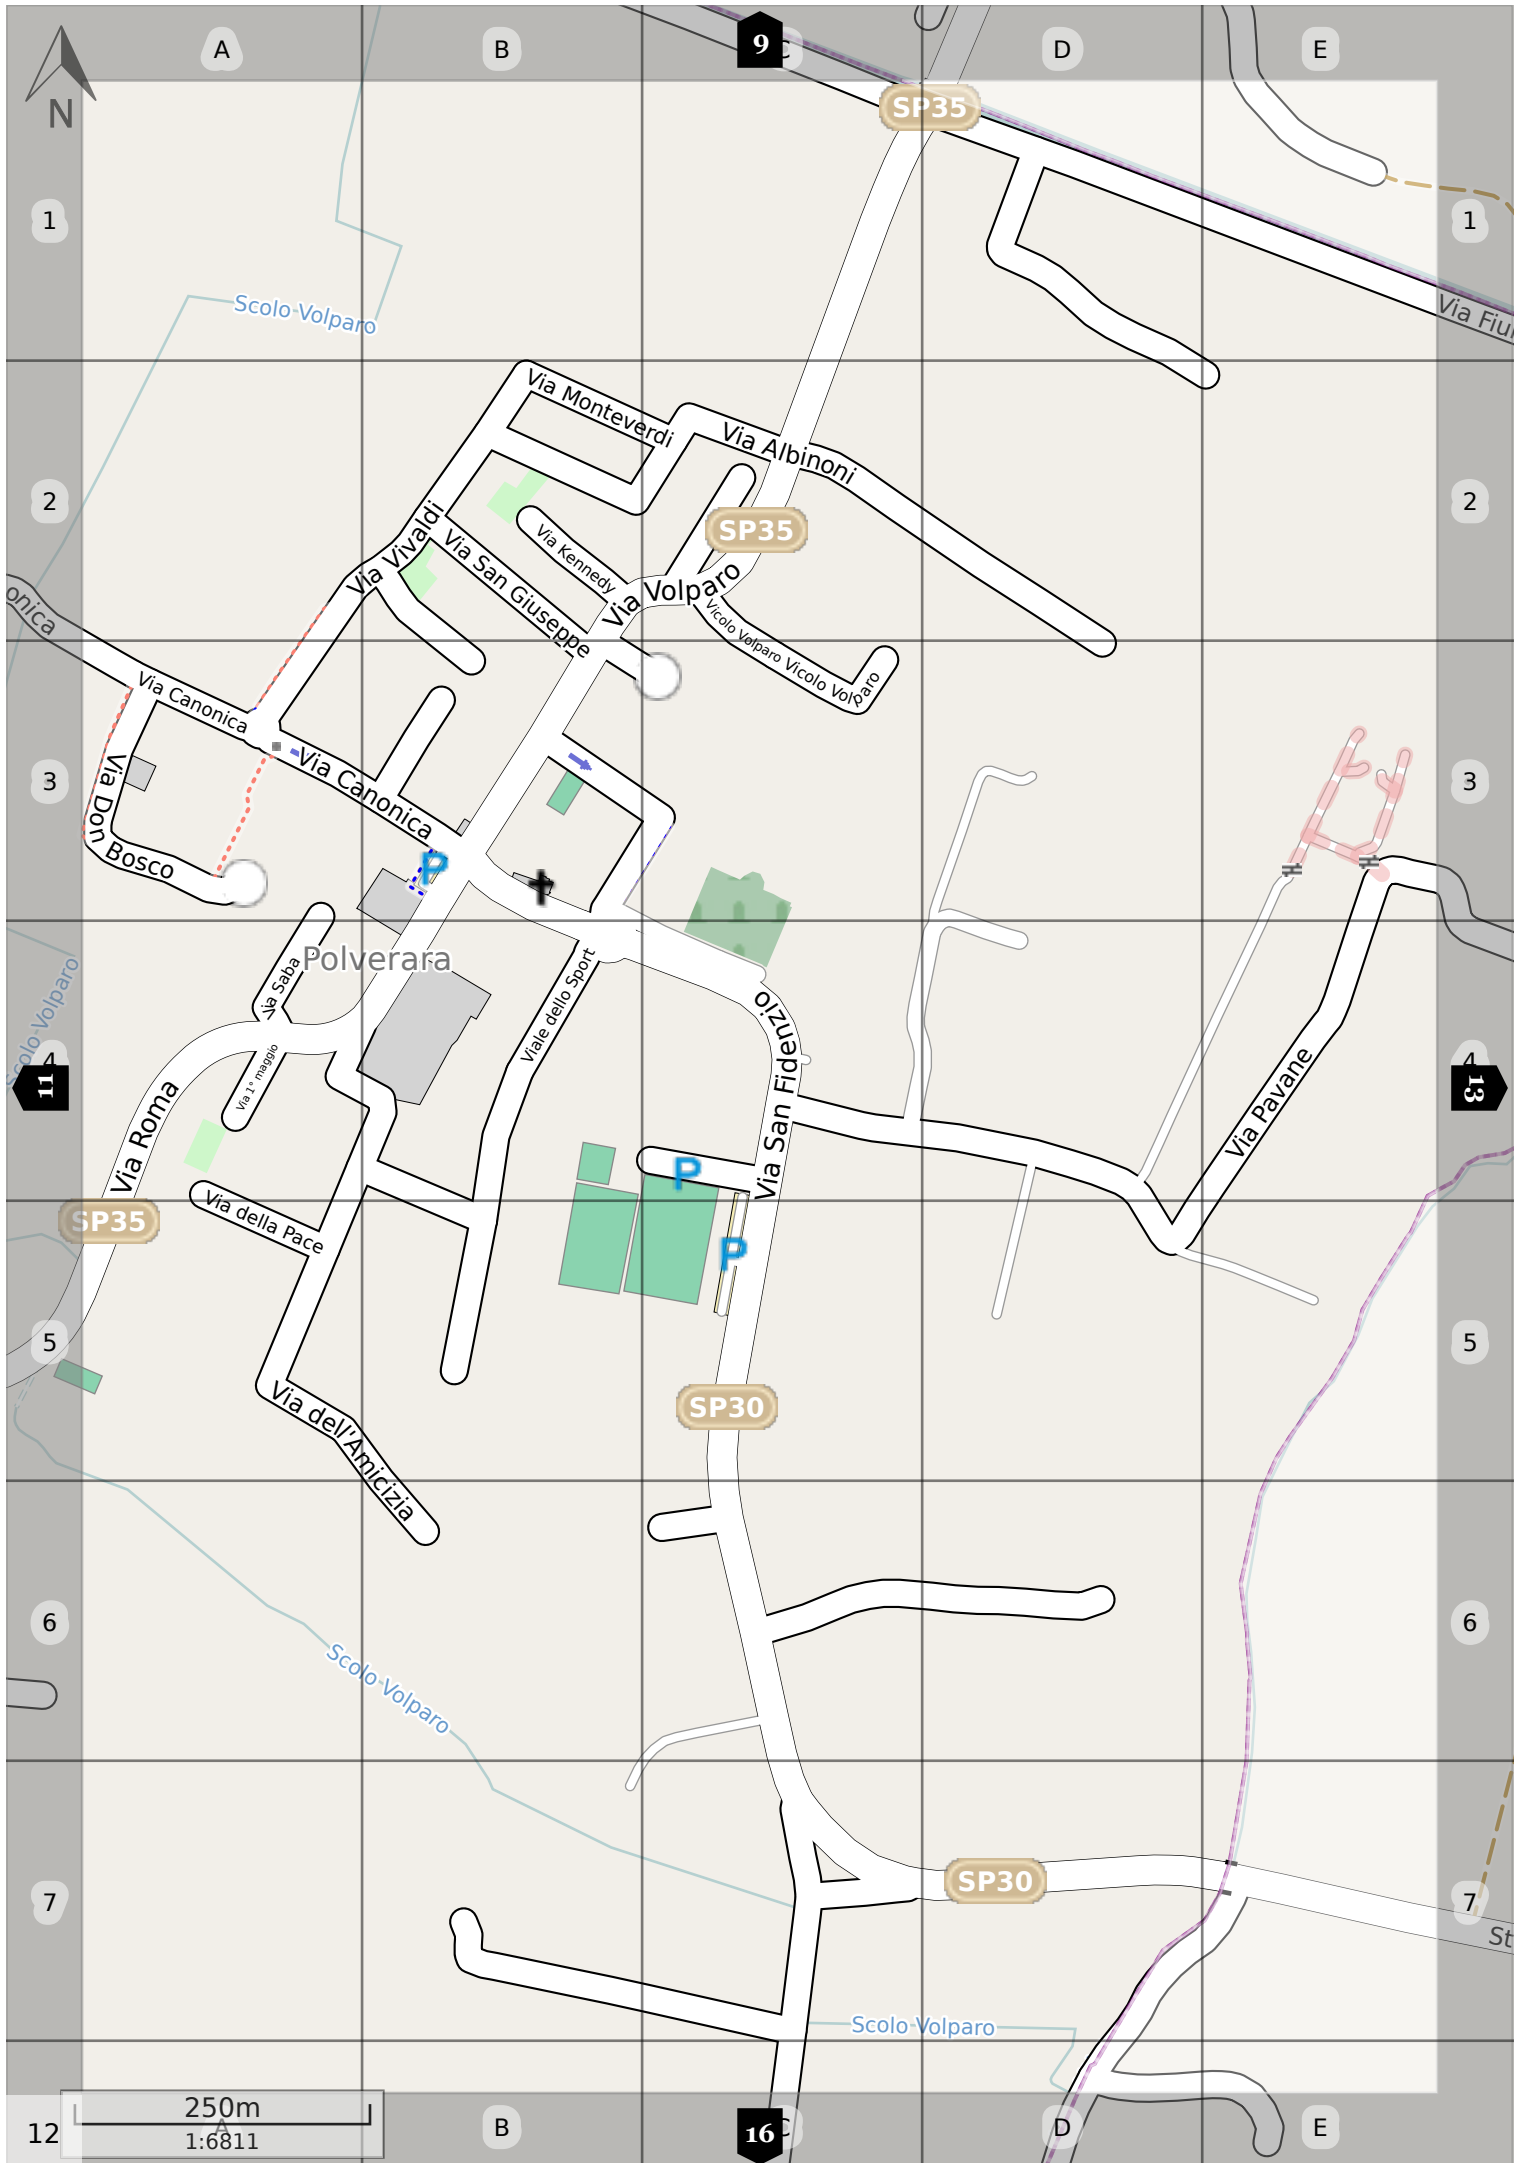 A
B
9
C
D
E
N
SP35
1
1
Via Fiu
Scolo Volparo
Via Monteverdi
Via Albinoni
2
2
SP35
Via Vivaldi
Via San Giuseppe
Via Kennedy
Via Volparo
Vicolo Volparo Vicolo Volparo
onica
Via Canonica
Via Canonica
3
3
Via Don Bosco
P
Polverara
Via Saba
Viale dello Sport
Scolo Volparo
4
4
11
13
Via 1° maggio
Via Roma
Via San Fidenzio
Via Pavane
P
SP35
Via della Pace
P
5
5
Via dell'Amicizia
SP30
6
6
Scolo Volparo
7
7
SP30
St
Scolo Volparo
250m
1:6811
12
A
B
16
C
D
E